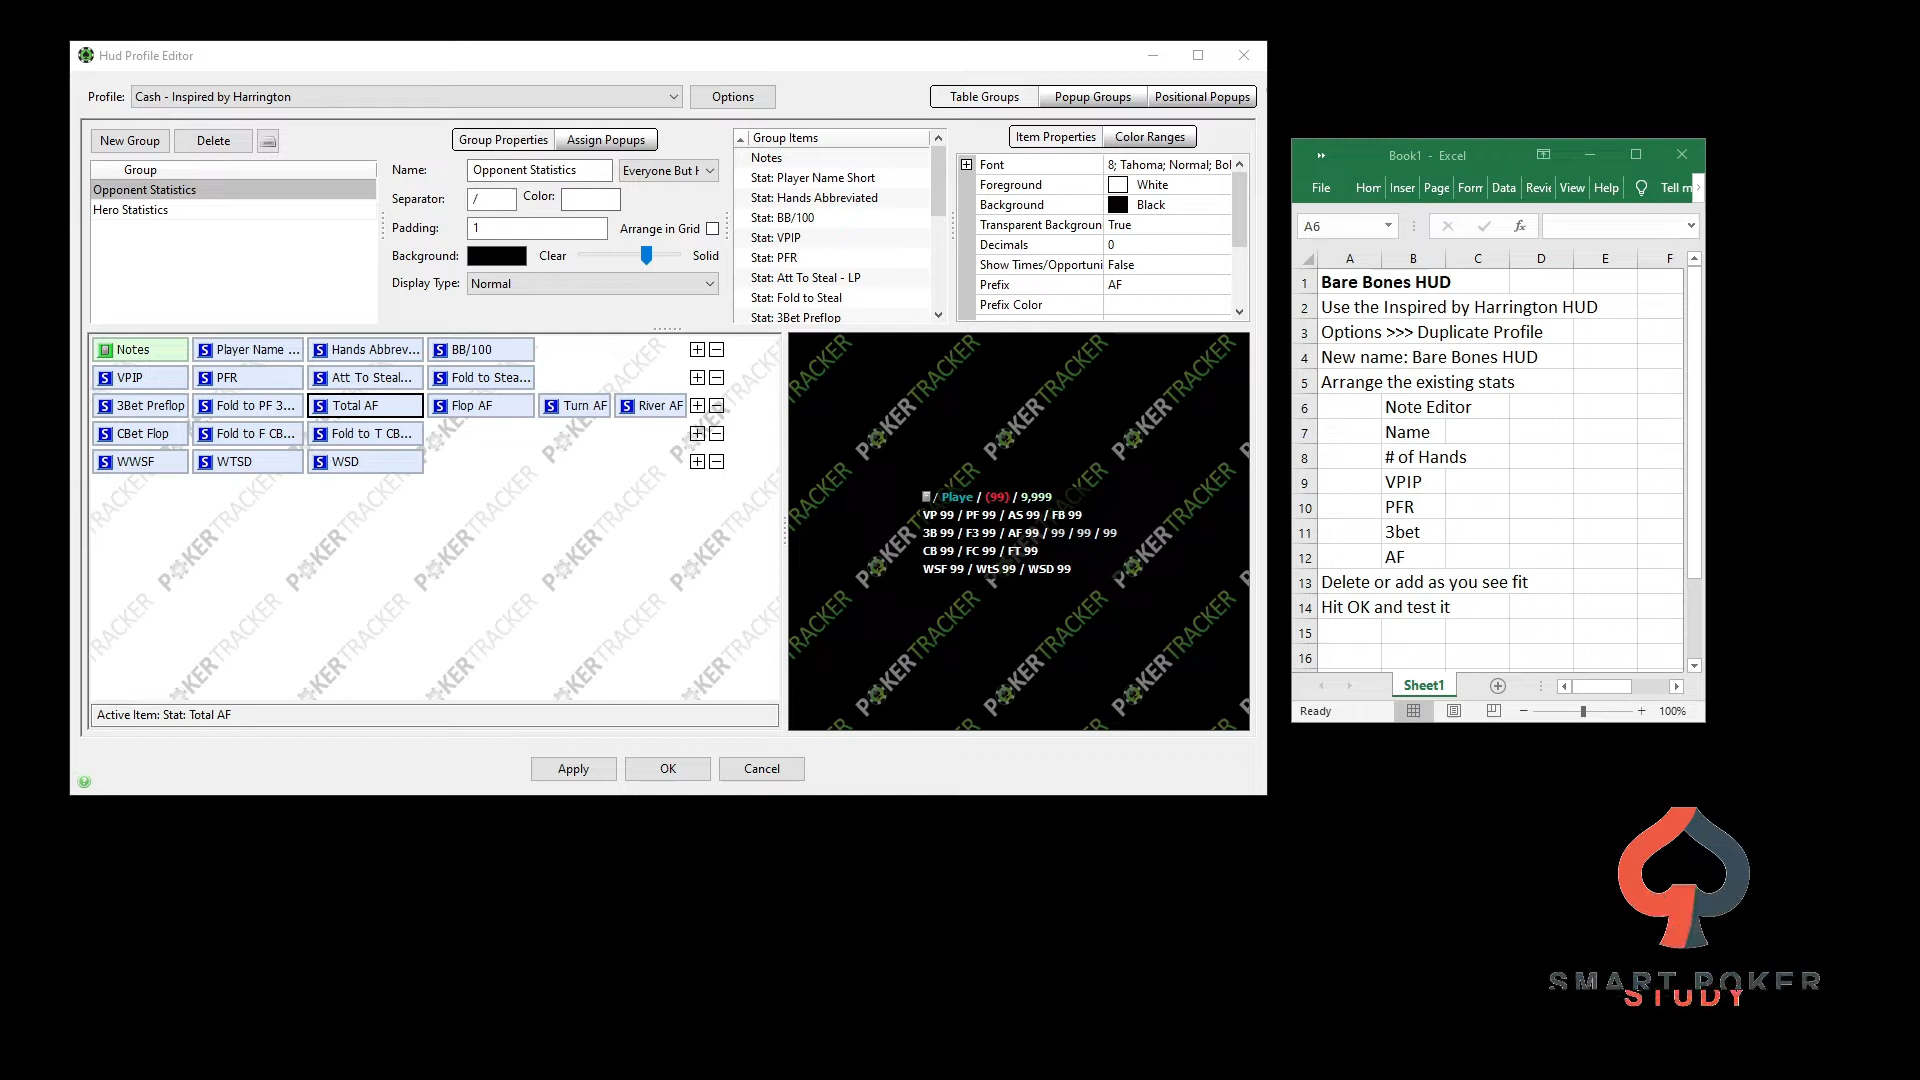 Hud Profile Editor
Profile: Cash - Inspired by Harrington Options Table Groups Popup Groups Positional Popups
New Group Delete
Group
Opponent Statistics
Hero Statistics
Group Properties Assign Popups
Name: Opponent Statistics Everyone But H
Separator: / Color:
Padding: 1 Arrange in Grid
Background: Clear Solid
Display Type: Normal
Group Items
Notes
Stat: Player Name Short
Stat: Hands Abbreviated
Stat: BB/100
Stat: VPIP
Stat: PFR
Stat: Att To Steal - LP
Stat: Fold to Steal
Stat: 3Bet Preflop
Item Properties Color Ranges
Font 8; Tahoma; Normal; Bol
Foreground White
Background Black
Transparent Backgroun True
Decimals 0
Show Times/Opportuni False
Prefix AF
Prefix Color
Notes Player Name ... Hands Abbrev... BB/100
VPIP PFR Att To Steal... Fold to Stea...
3Bet Preflop Fold to PF 3... Total AF Flop AF Turn AF River AF
CBet Flop Fold to F CB... Fold to T CB...
WWSF WTSD WSD
POKERTRACKER
Active Item: Stat: Total AF
/ Playe / (99) / 9,999
VP 99 / PF 99 / AS 99 / FB 99
3B 99 / F3 99 / AF 99 / 99 / 99 / 99
CB 99 / FC 99 / FT 99
WSF 99 / WtS 99 / WSD 99
POKERTRACKER
Apply OK Cancel
Book1 - Excel
File Hom Inser Page Form Data Revie View Help Tell m
A6 fx
A B C D E F
1 Bare Bones HUD
2 Use the Inspired by Harrington HUD
3 Options >>> Duplicate Profile
4 New name: Bare Bones HUD
5 Arrange the existing stats
6 Note Editor
7 Name
8 # of Hands
9 VPIP
10 PFR
11 3bet
12 AF
13 Delete or add as you see fit
14 Hit OK and test it
15
16
Sheet1
Ready 100%
SMART POKER
STUDY